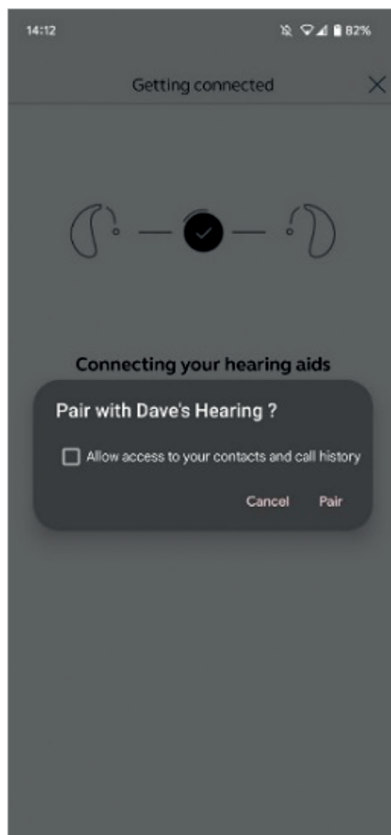 14:12 82%
Getting connected
Connecting your hearing aids
Pair with Dave's Hearing ?
Allow access to your contacts and call history
Cancel Pair